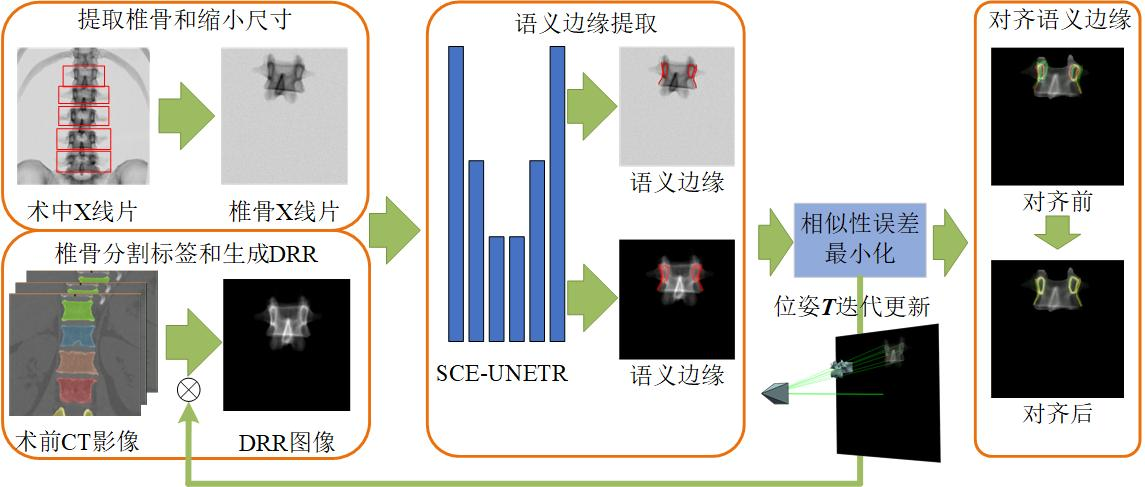 提取椎骨和缩小尺寸
术中X线片
椎骨X线片
椎骨分割标签和生成DRR
术前CT影像
DRR图像
语义边缘提取
语义边缘
SCE-UNETR
语义边缘
相似性误差
最小化
位姿T迭代更新
对齐语义边缘
对齐前
对齐后